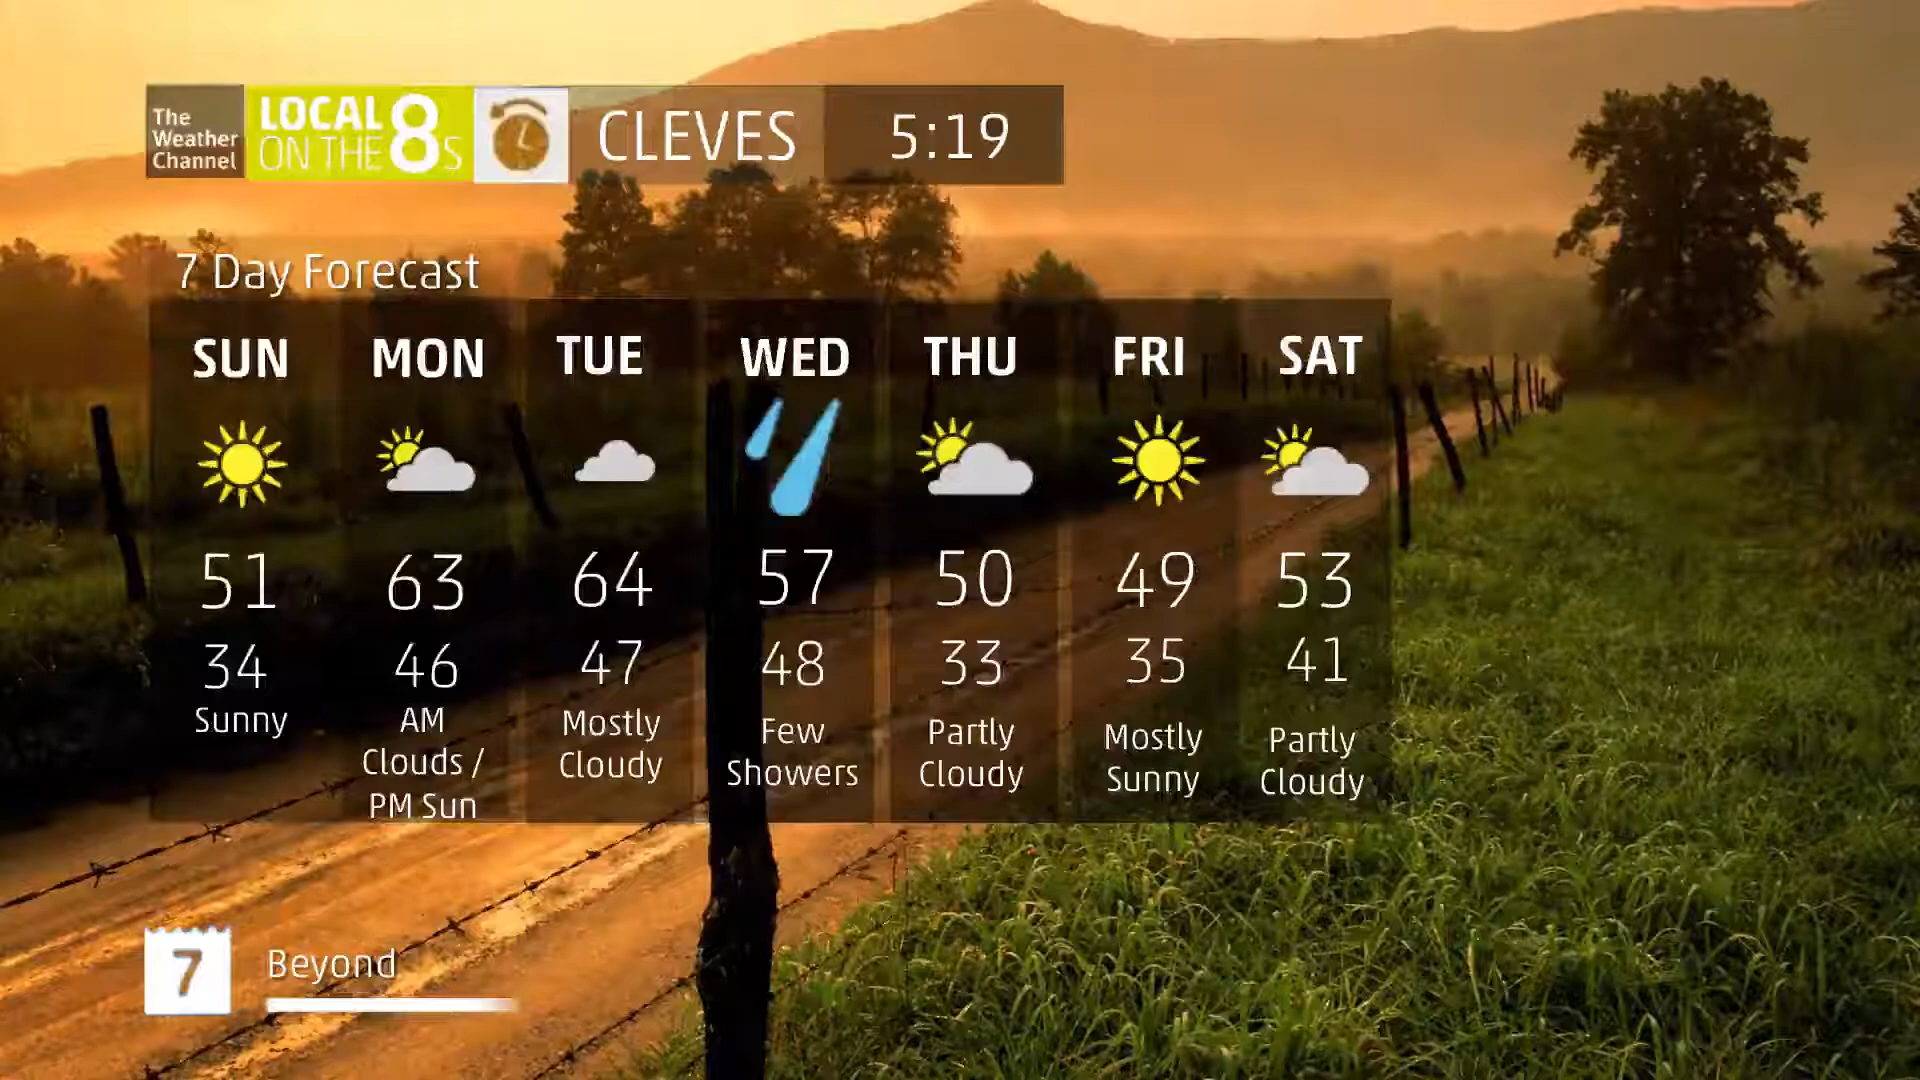 The
Weather
Channel
LOCAL
ON THE 8s
CLEVES
5:19
7 Day Forecast
SUN MON TUE WED THU FRI SAT
51 63 64 57 50 49 53
34 46 47 48 33 35 41
Sunny
AM
Clouds /
PM Sun
Mostly
Cloudy
Few
Showers
Partly
Cloudy
Mostly
Sunny
Partly
Cloudy
7
Beyond